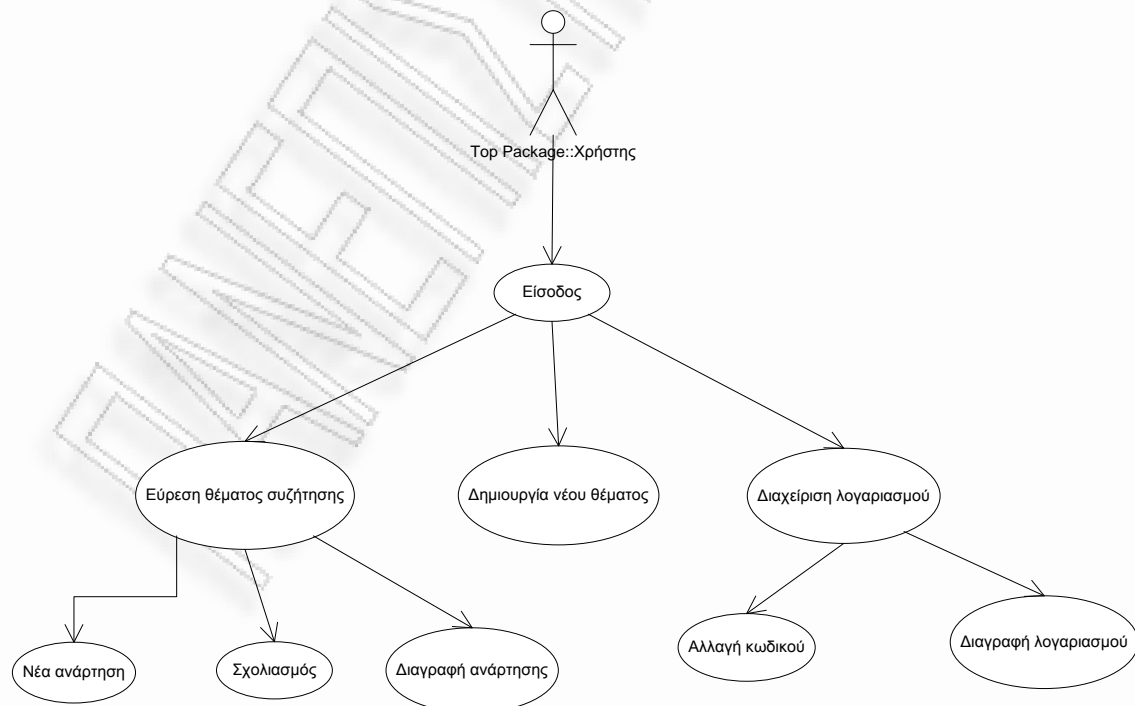 Top Package::Χρήστης
Είσοδος
Εύρεση θέματος συζήτησης
Δημιουργία νέου θέματος
Διαχείριση λογαριασμού
Νέα ανάρτηση
Σχολιασμός
Διαγραφή ανάρτησης
Αλλαγή κωδικού
Διαγραφή λογαριασμού